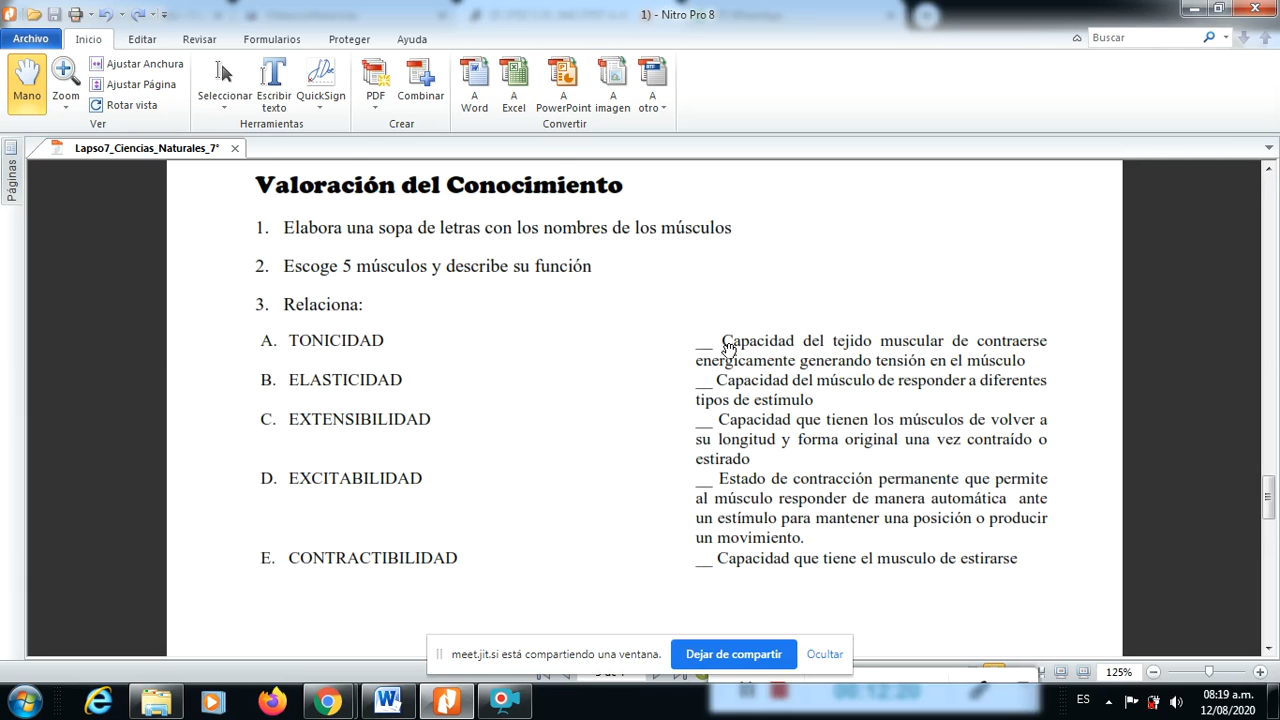 1) - Nitro Pro 8
Archivo Inicio Editar Revisar Formularios Proteger Ayuda Buscar
Mano Zoom Ajustar Anchura
Ajustar Página
Rotar vista
Seleccionar Escribir texto QuickSign
PDF Combinar
A Word A Excel A PowerPoint A imagen A otro
Ver Herramientas Crear Convertir
Páginas
Lapso7_Ciencias_Naturales_7°
Valoración del Conocimiento
1. Elabora una sopa de letras con los nombres de los músculos
2. Escoge 5 músculos y describe su función
3. Relaciona:
A. TONICIDAD
B. ELASTICIDAD
C. EXTENSIBILIDAD
D. EXCITABILIDAD
E. CONTRACTIBILIDAD
__ Capacidad del tejido muscular de contraerse
energicamente generando tensión en el músculo
__ Capacidad del músculo de responder a diferentes
tipos de estímulo
__ Capacidad que tienen los músculos de volver a
su longitud y forma original una vez contraído o
estirado
__ Estado de contracción permanente que permite
al músculo responder de manera automática ante
un estímulo para mantener una posición o producir
un movimiento.
__ Capacidad que tiene el musculo de estirarse
meet.jit.si está compartiendo una ventana. Dejar de compartir Ocultar
125%
ES 08:19 a.m.
12/08/2020